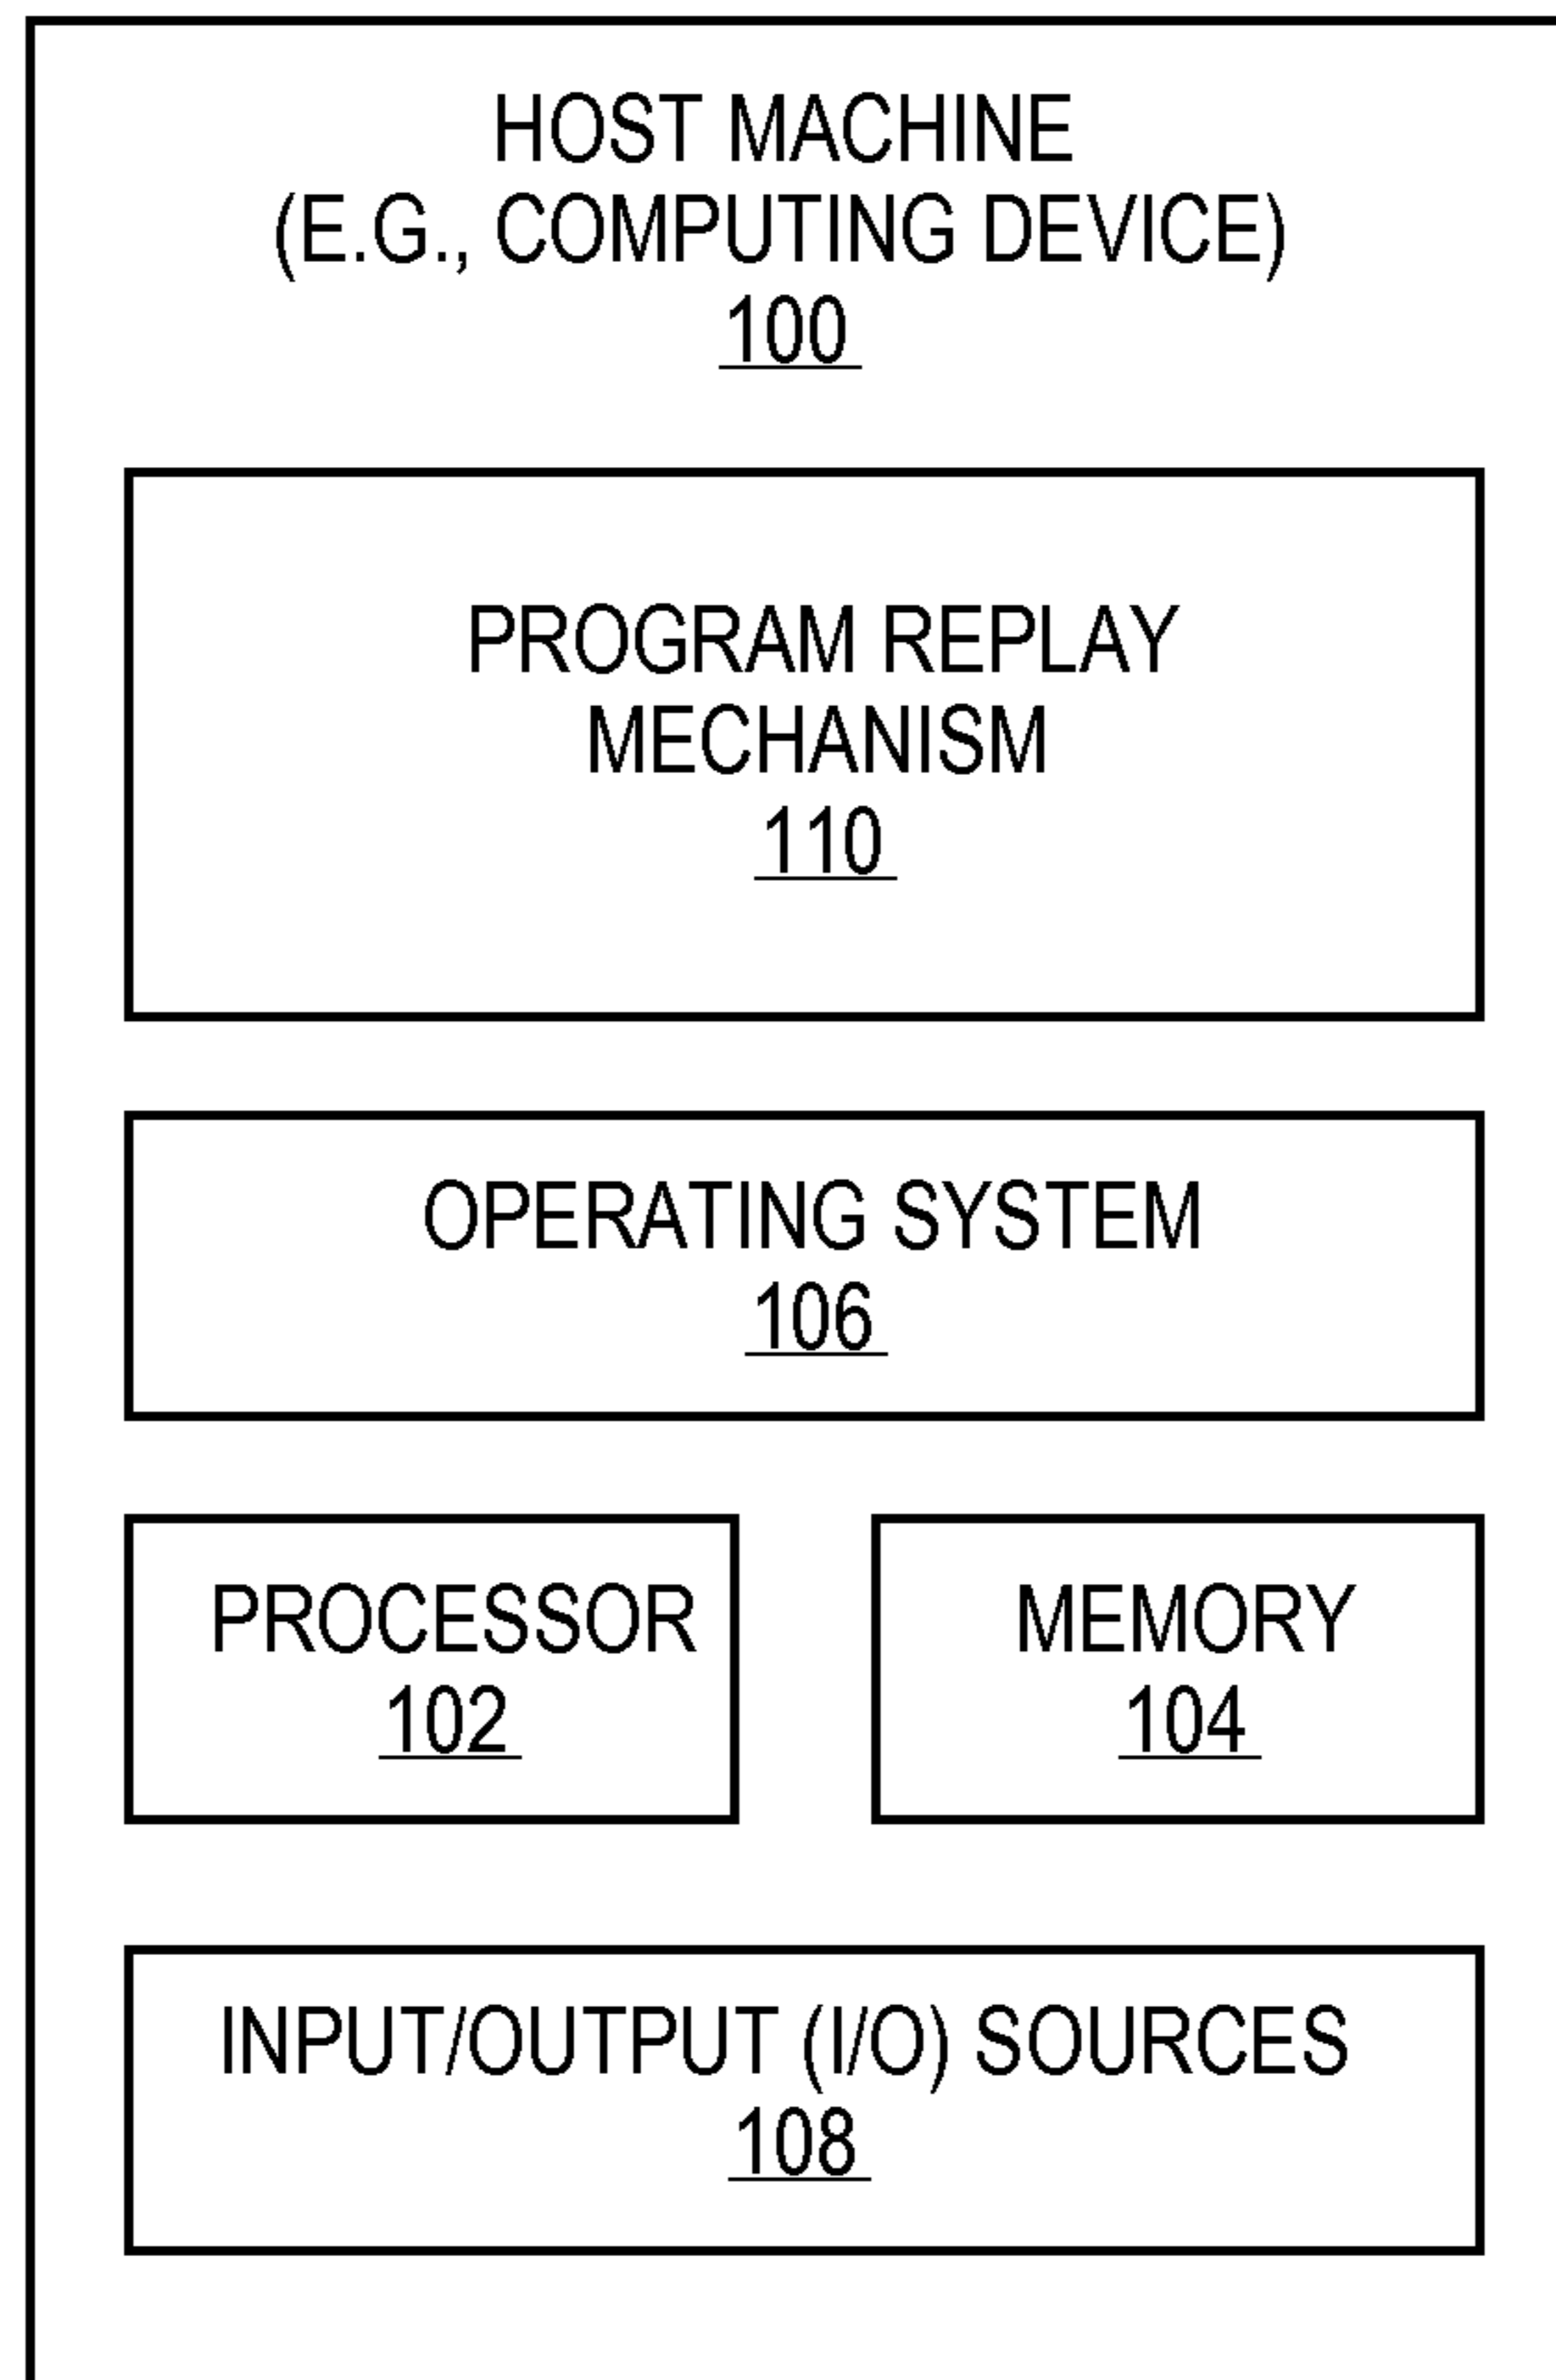 HOST MACHINE
(E.G., COMPUTING DEVICE)
100
PROGRAM REPLAY
MECHANISM
110
OPERATING SYSTEM
106
PROCESSOR
102
MEMORY
104
INPUT/OUTPUT (I/O) SOURCES
108